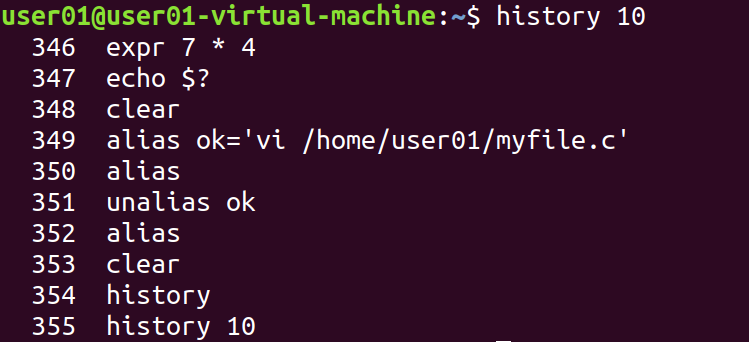 user01@user01-virtual-machine:~$ history 10
346 expr 7 * 4
347 echo $?
348 clear
349 alias ok='vi /home/user01/myfile.c'
350 alias
351 unalias ok
352 alias
353 clear
354 history
355 history 10